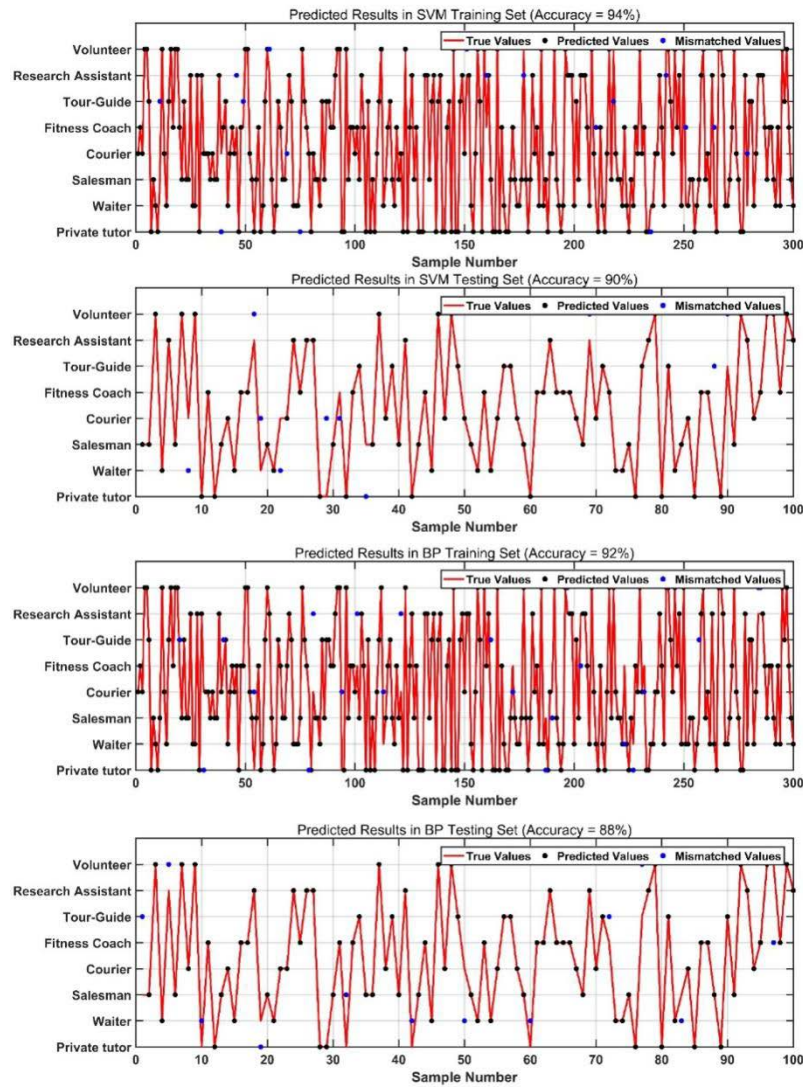 Predicted Results in SVM Training Set (Accuracy = 94%)
True Values Predicted Values Mismatched Values
Volunteer
Research Assistant
Tour-Guide
Fitness Coach
Courier
Salesman
Waiter
Private tutor
0 50 100 150 200 250 300
Sample Number
Predicted Results in SVM Testing Set (Accuracy = 90%)
True Values Predicted Values Mismatched Values
Volunteer
Research Assistant
Tour-Guide
Fitness Coach
Courier
Salesman
Waiter
Private tutor
0 10 20 30 40 50 60 70 80 90 100
Sample Number
Predicted Results in BP Training Set (Accuracy = 92%)
True Values Predicted Values Mismatched Values
Volunteer
Research Assistant
Tour-Guide
Fitness Coach
Courier
Salesman
Waiter
Private tutor
0 50 100 150 200 250 300
Sample Number
Predicted Results in BP Testing Set (Accuracy = 88%)
True Values Predicted Values Mismatched Values
Volunteer
Research Assistant
Tour-Guide
Fitness Coach
Courier
Salesman
Waiter
Private tutor
0 10 20 30 40 50 60 70 80 90 100
Sample Number